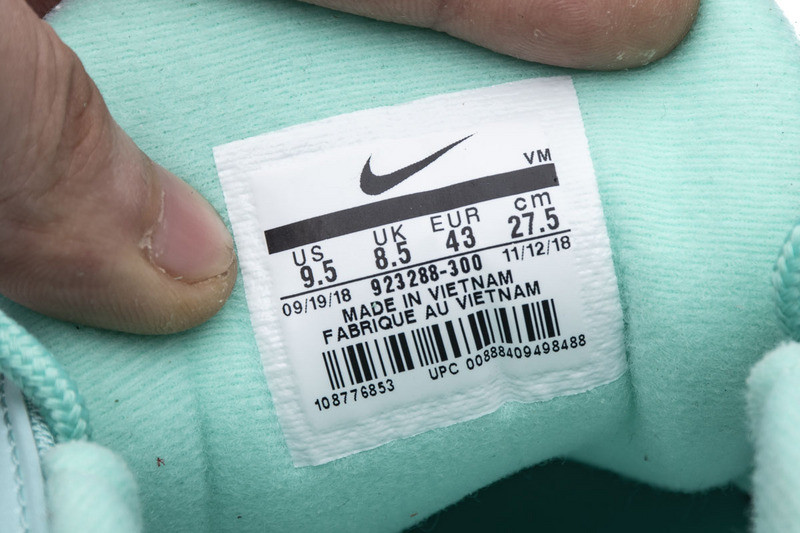 VM
US UK EUR cm
9.5 8.5 43 27.5
923288-300
09/19/18 11/12/18
MADE IN VIETNAM
FABRIQUE AU VIETNAM
108776853 UPC 00888409498488